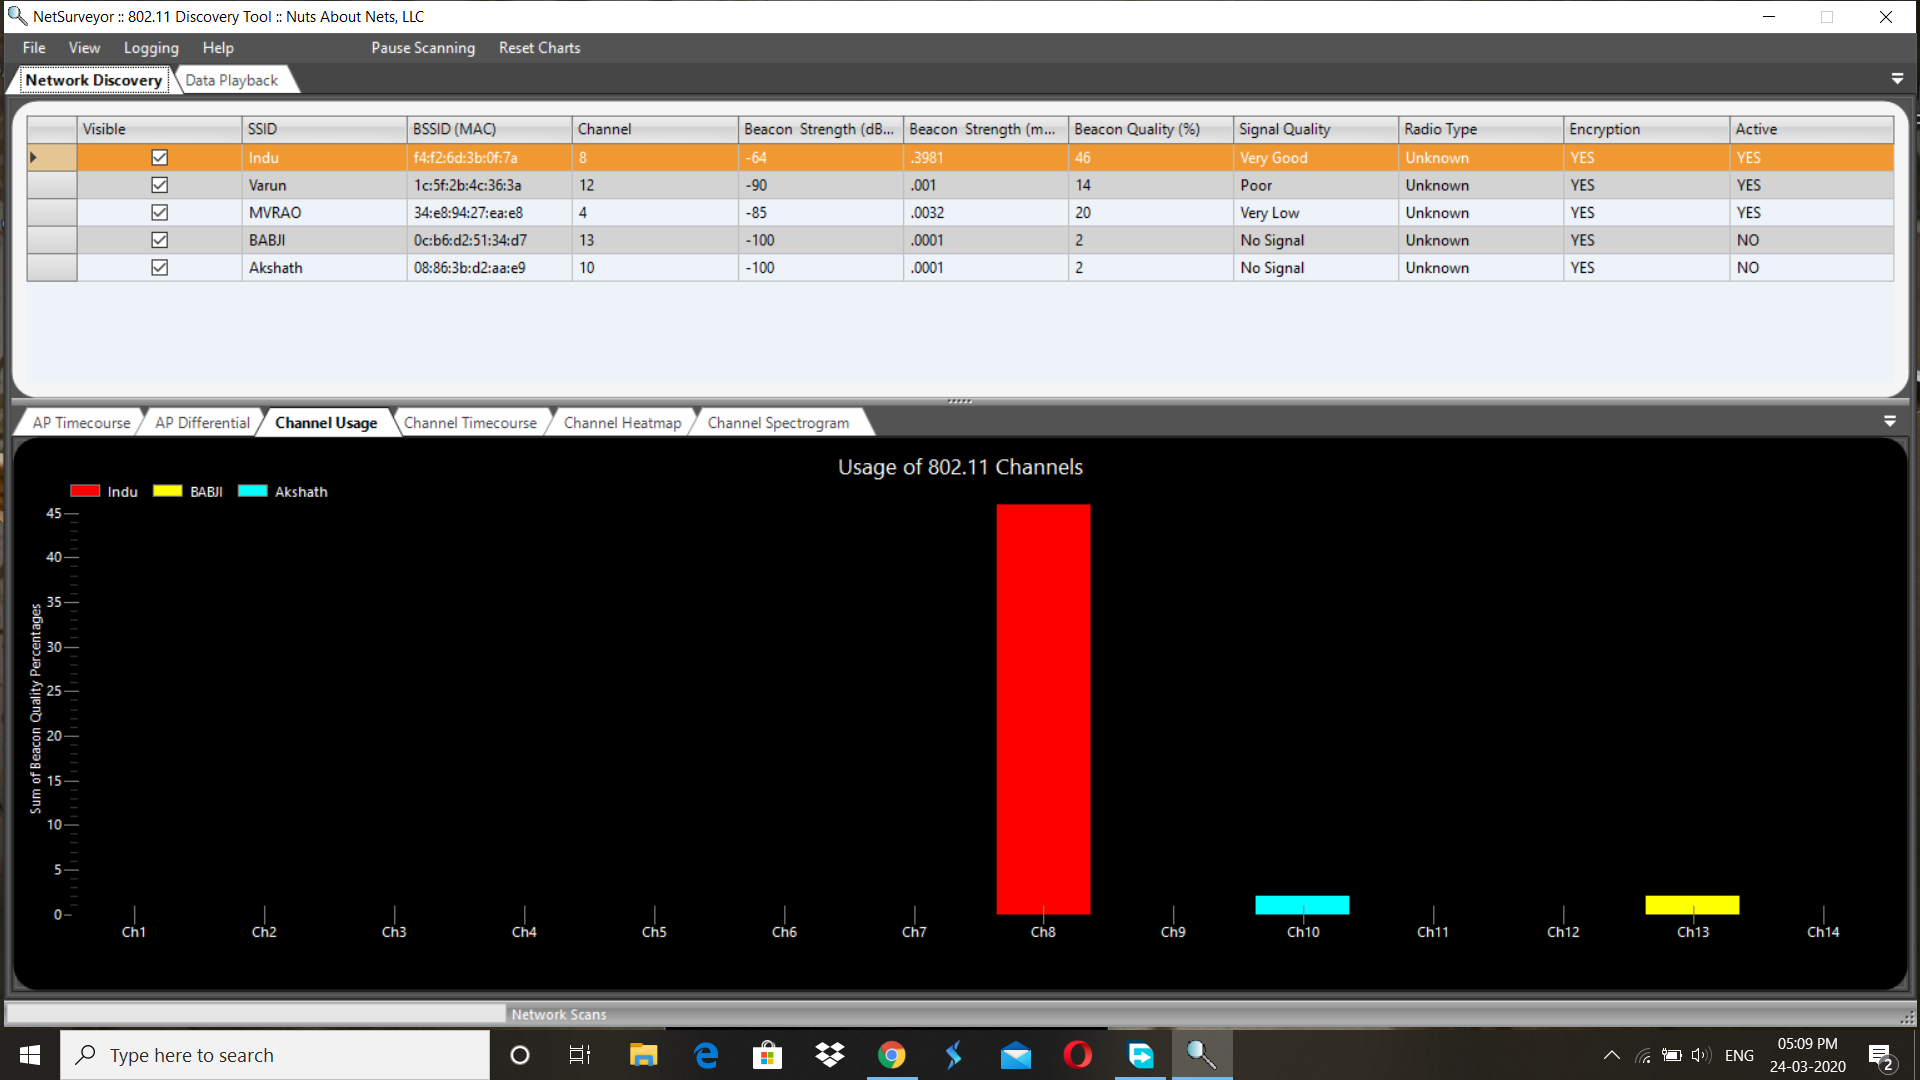 NetSurveyor :: 802.11 Discovery Tool :: Nuts About Nets, LLC
File View Logging Help Pause Scanning Reset Charts
Network Discovery Data Playback
Visible SSID BSSID (MAC) Channel Beacon Strength (dB... Beacon Strength (m... Beacon Quality (%) Signal Quality Radio Type Encryption Active
Indu f4:f2:6d:3b:0f:7a 8 -64 .3981 46 Very Good Unknown YES YES
Varun 1c:5f:2b:4c:36:3a 12 -90 .001 14 Poor Unknown YES YES
MVRAO 34:e8:94:27:ea:e8 4 -85 .0032 20 Very Low Unknown YES YES
BABJI 0c:b6:d2:51:34:d7 13 -100 .0001 2 No Signal Unknown YES NO
Akshath 08:86:3b:d2:aa:e9 10 -100 .0001 2 No Signal Unknown YES NO
AP Timecourse AP Differential Channel Usage Channel Timecourse Channel Heatmap Channel Spectrogram
Usage of 802.11 Channels
Indu BABJI Akshath
Sum of Beacon Quality Percentages
45
40
35
30
25
20
15
10
5
0
Ch1 Ch2 Ch3 Ch4 Ch5 Ch6 Ch7 Ch8 Ch9 Ch10 Ch11 Ch12 Ch13 Ch14
Network Scans
Type here to search
ENG
05:09 PM
24-03-2020
2